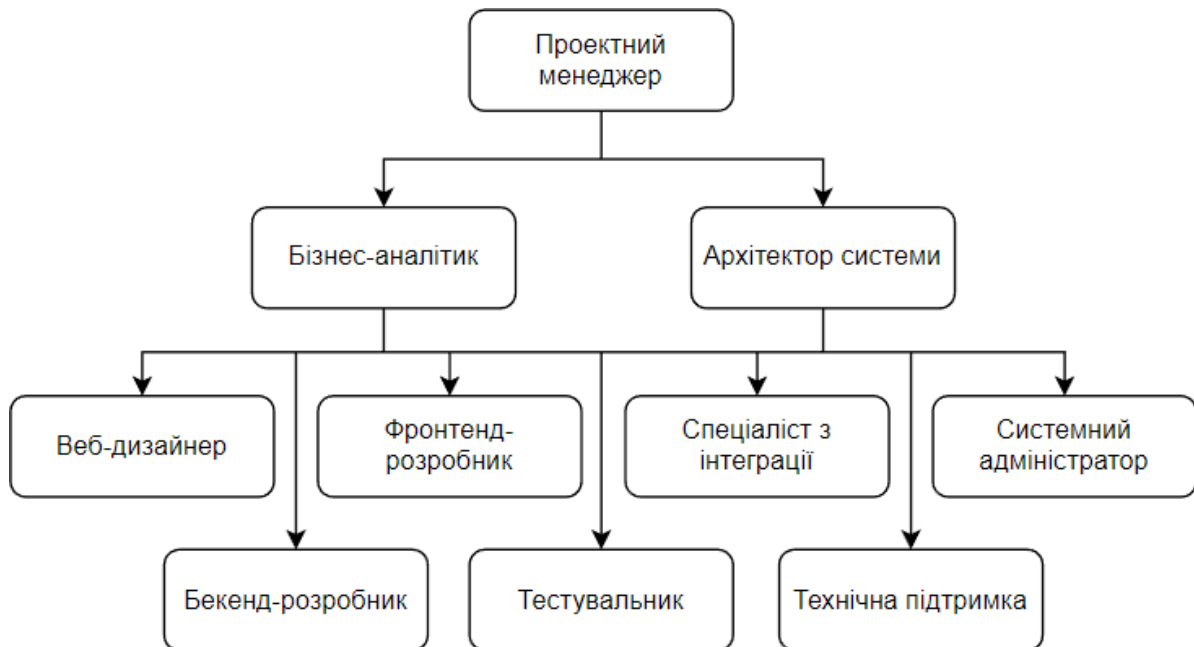 Проектний
менеджер
Бізнес-аналітик
Архітектор системи
Веб-дизайнер
Фронтенд-
розробник
Спеціаліст з
інтеграції
Системний
адміністратор
Бекенд-розробник
Тестувальник
Технічна підтримка